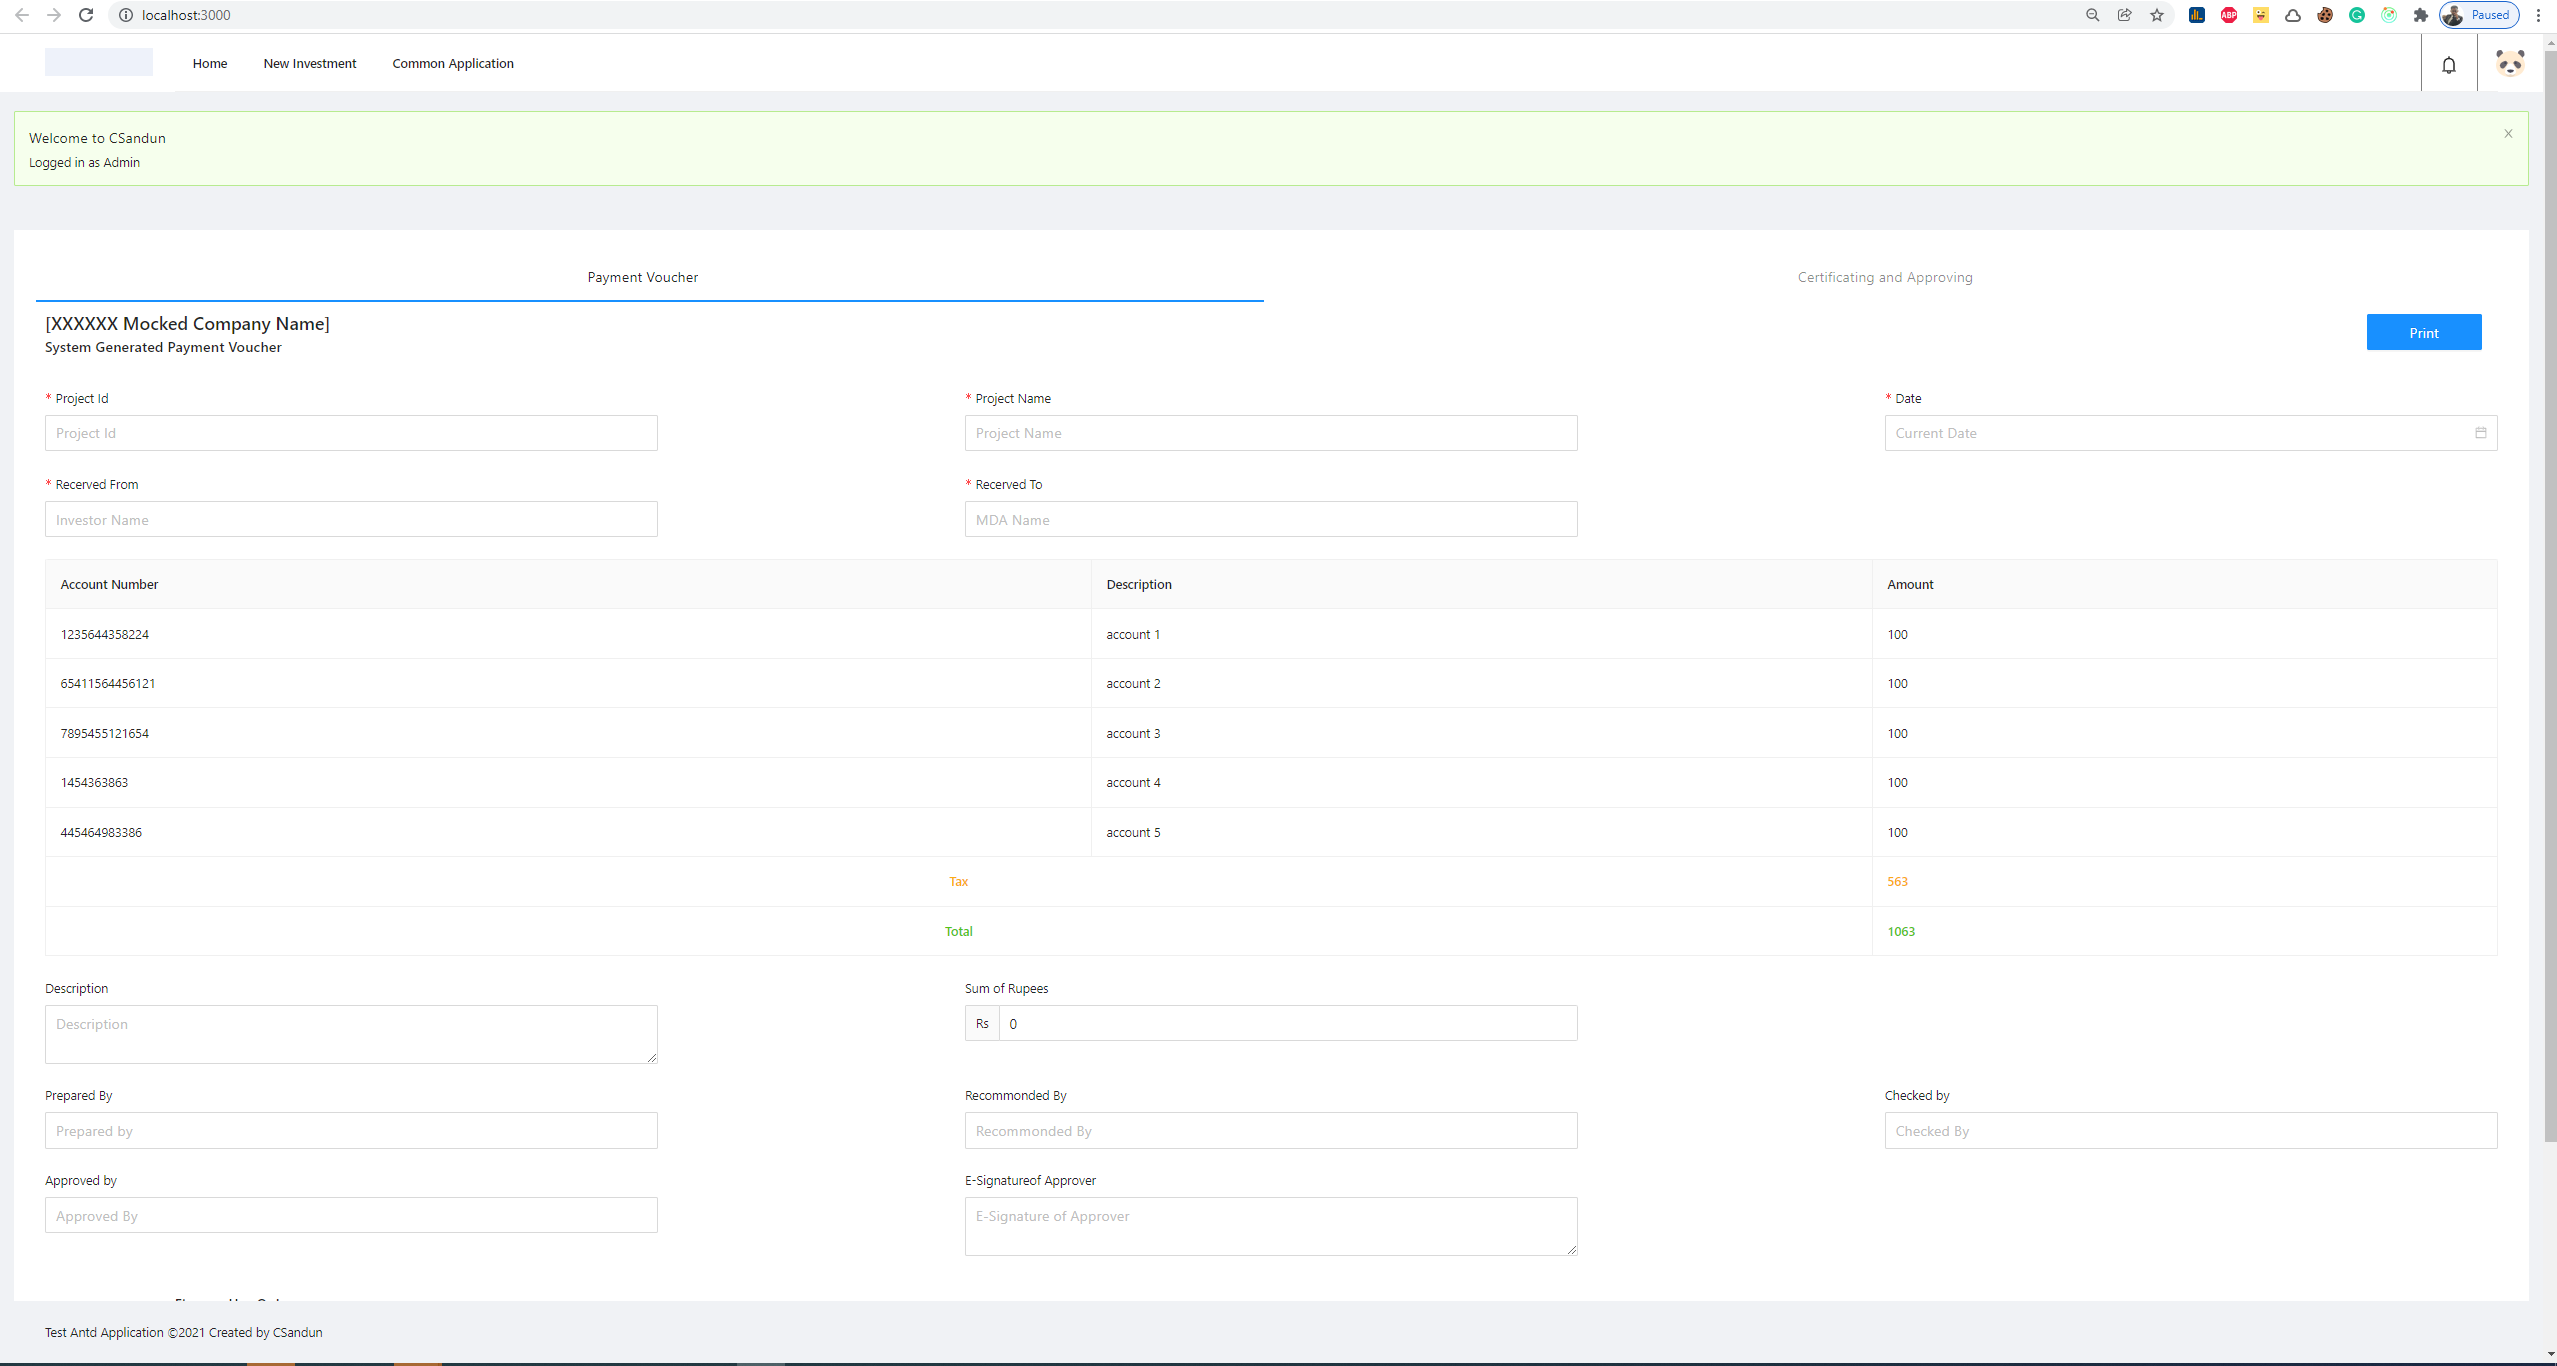 localhost:3000
ABP
Paused
Home New Investment Common Application
Welcome to CSandun
Logged in as Admin
Payment Voucher Certificating and Approving
[XXXXXX Mocked Company Name]
System Generated Payment Voucher
Print
* Project Id * Project Name * Date
Project Id Project Name Current Date
* Recerved From * Recerved To
Investor Name MDA Name
Account Number Description Amount
1235644358224 account 1 100
65411564456121 account 2 100
7895455121654 account 3 100
1454363863 account 4 100
445464983386 account 5 100
Tax 563
Total 1063
Description Sum of Rupees
Description Rs 0
Prepared By Recommonded By Checked by
Prepared by Recommonded By Checked By
Approved by E-Signatureof Approver
Approved By E-Signature of Approver
Test Antd Application ©2021 Created by CSandun